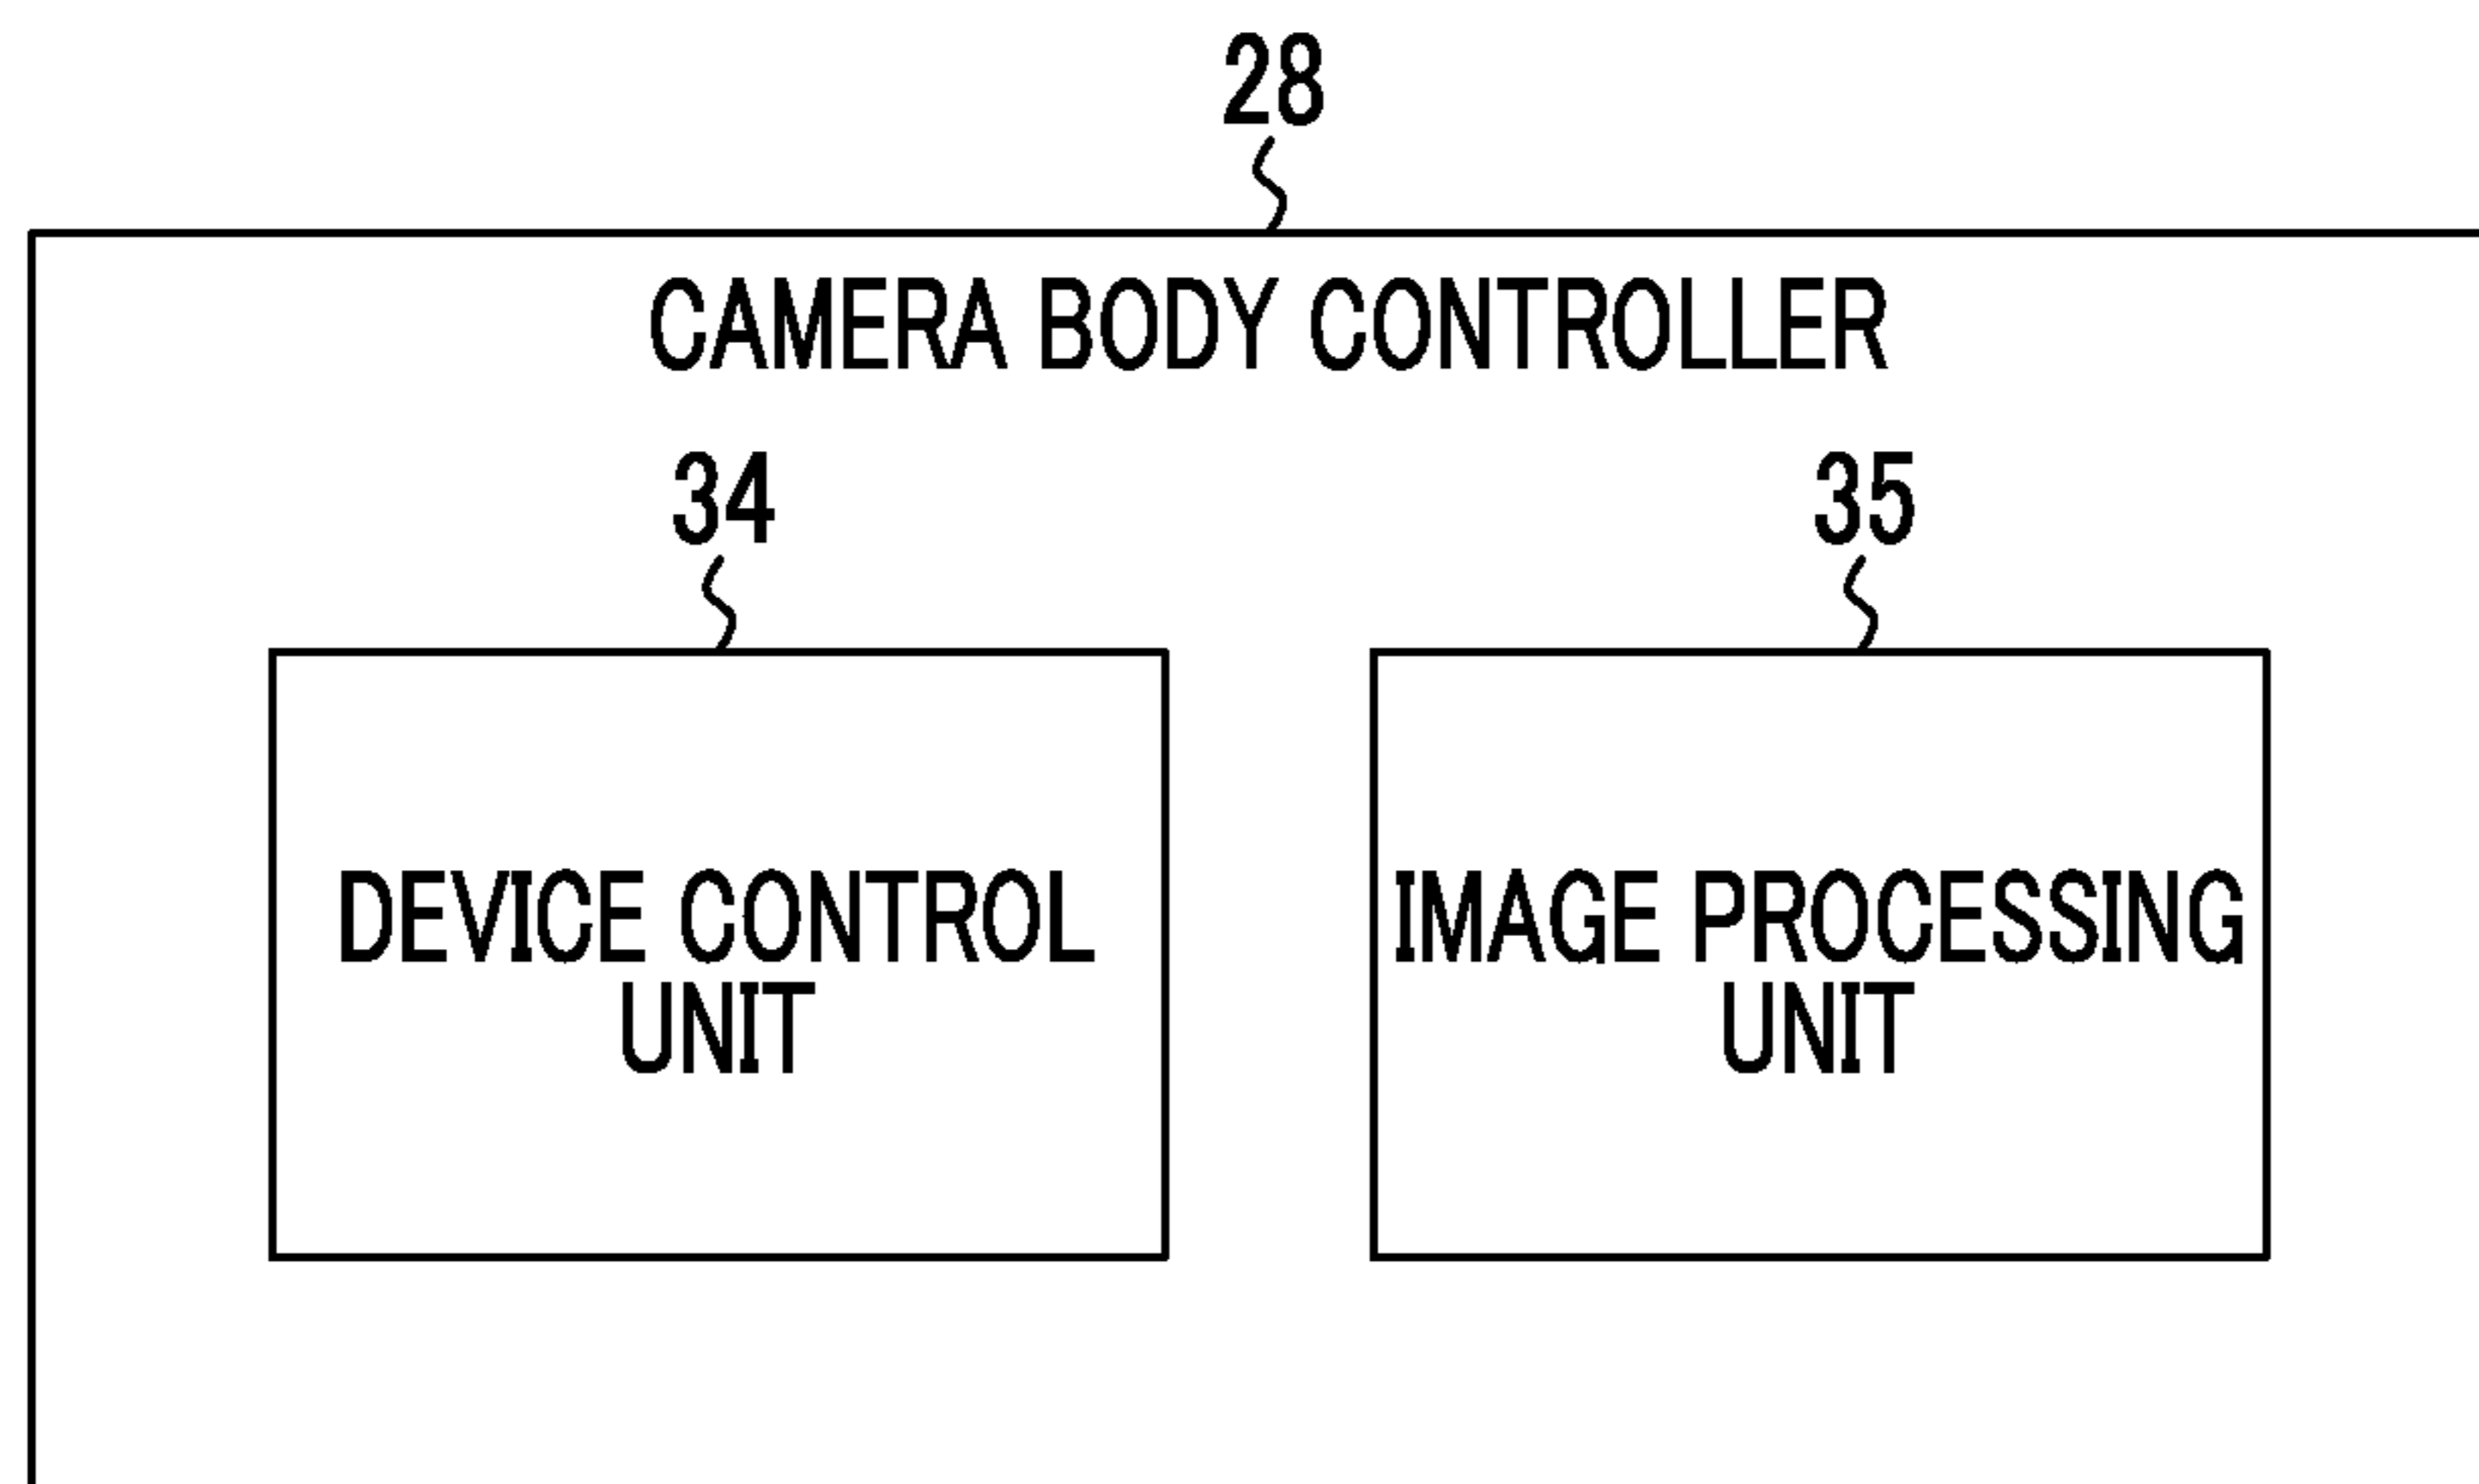 28
CAMERA BODY CONTROLLER
34
35
DEVICE CONTROL
UNIT
IMAGE PROCESSING
UNIT